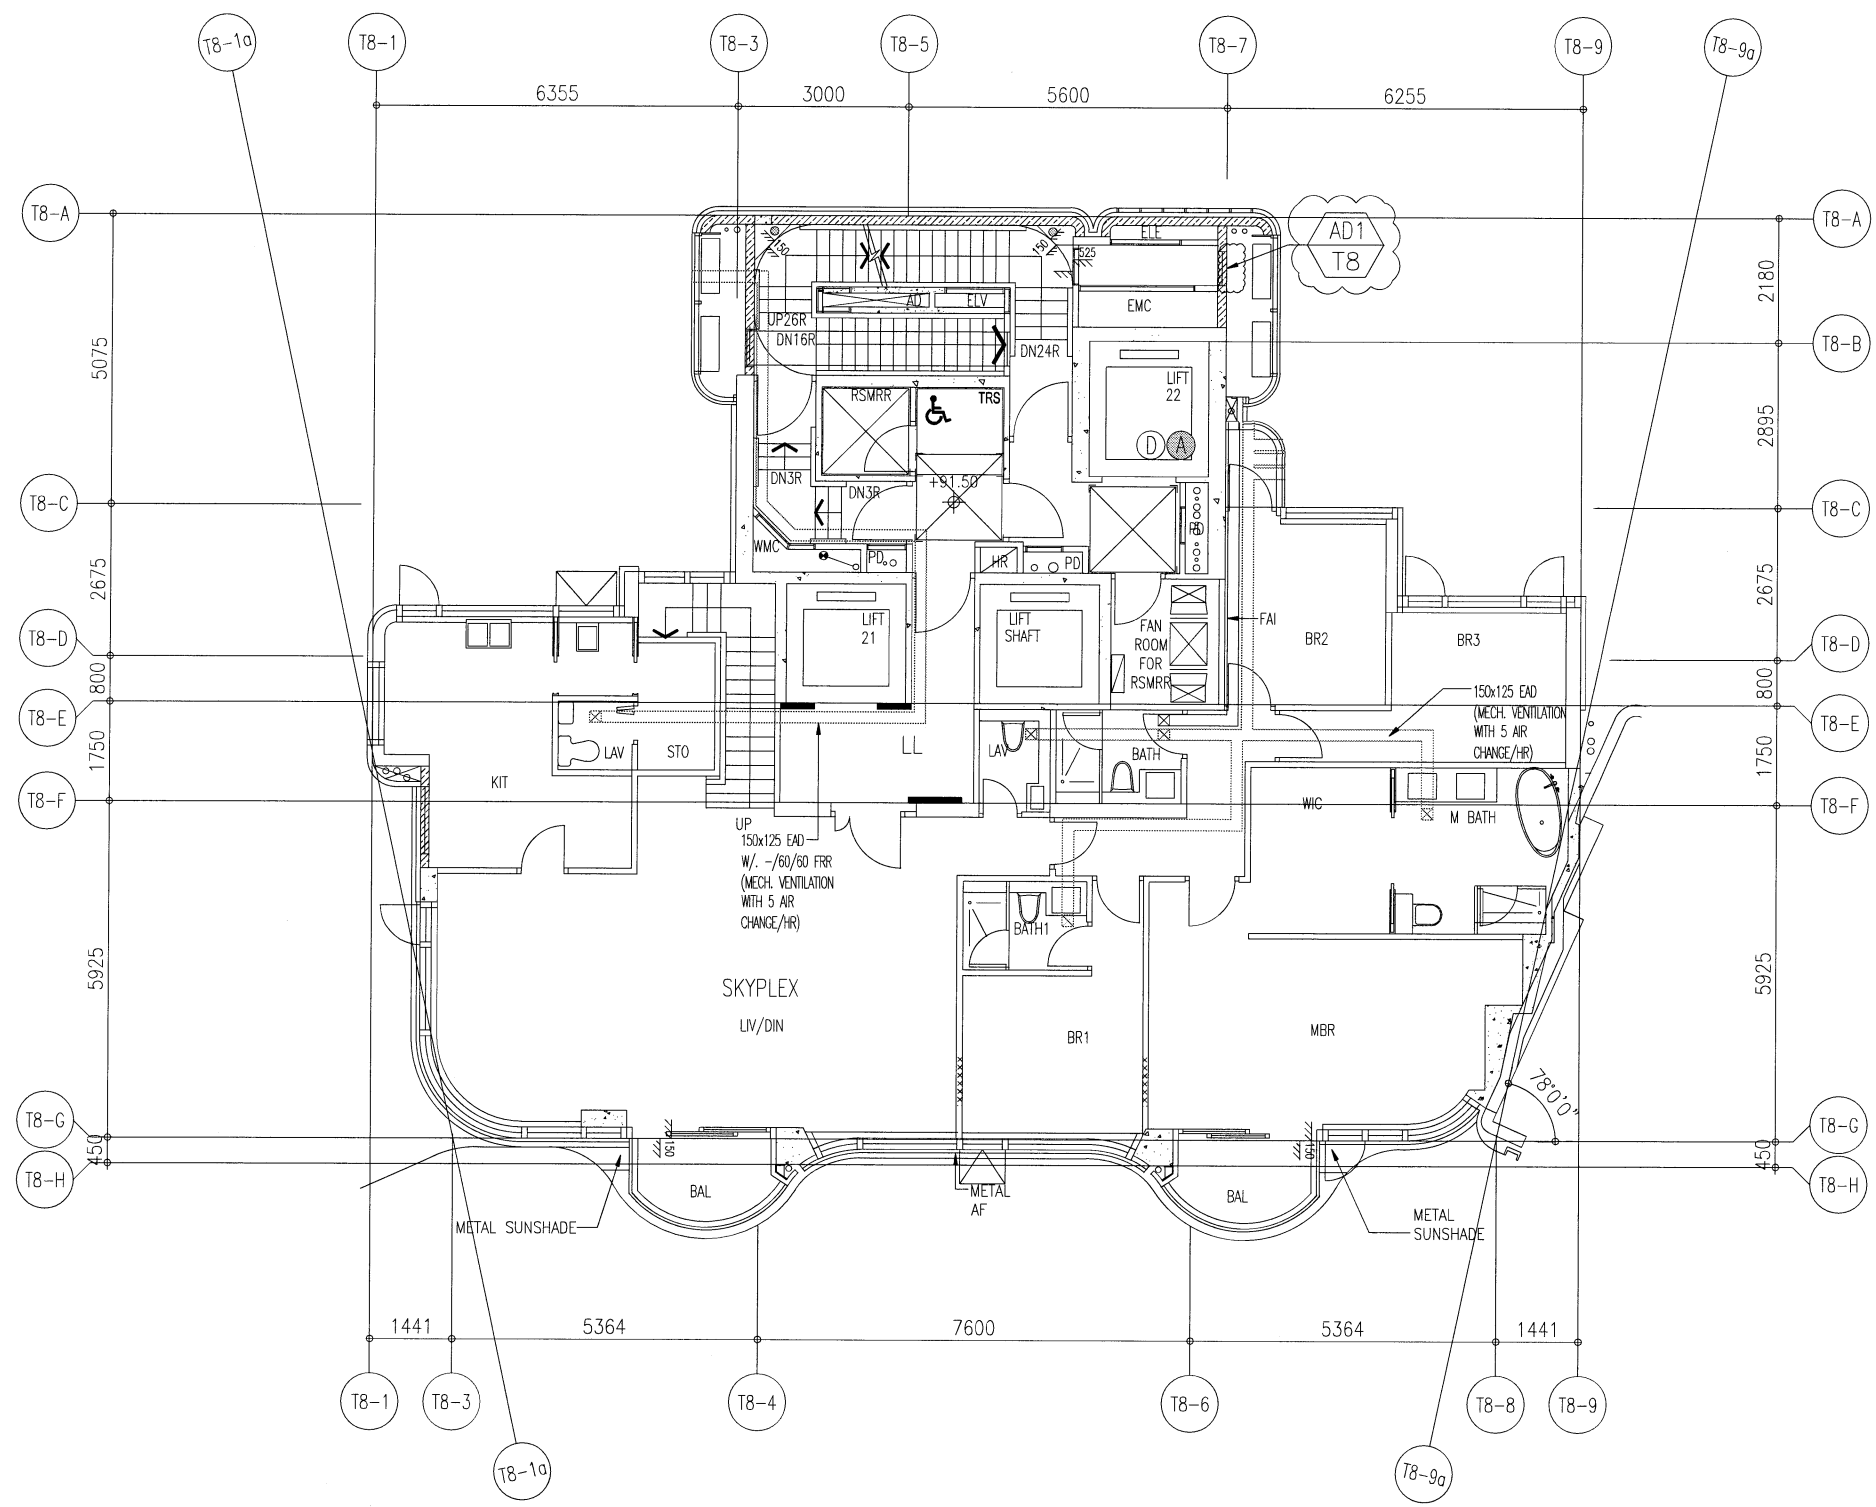 T8-1a
T8-1
T8-3
T8-5
T8-7
T8-9
T8-9a
6355
3000
5600
6255
T8-A
T8-A
AD1
T8
ELE
150
150
525
2180
AD
ELV
EMC
UP26R
DN16R
DN24R
T8-B
5075
LIFT
22
RSMRR
TRS
2895
D
A
DN3R
DN3R
+91.50
T8-C
T8-C
WMC
PD
HR
PD
PD
2675
2675
LIFT
21
LIFT
SHAFT
FAN
ROOM
FOR
RSMRR
FAI
BR2
BR3
T8-D
T8-D
800
800
150x125 EAD
(MECH. VENTILATION
WITH 5 AIR
CHANGE/HR)
T8-E
T8-E
1750
1750
LAV
STO
LL
LAV
BATH
KIT
WIC
M BATH
T8-F
T8-F
UP
150x125 EAD
W/. -/60/60 FRR
(MECH. VENTILATION
WITH 5 AIR
CHANGE/HR)
BATH1
5925
5925
SKYPLEX
LIV/DIN
BR1
MBR
78°0'0"
T8-G
T8-G
450
450
150
150
T8-H
T8-H
BAL
BAL
METAL
AF
METAL SUNSHADE
METAL
SUNSHADE
1441
5364
7600
5364
1441
T8-1
T8-3
T8-4
T8-6
T8-8
T8-9
T8-1a
T8-9a